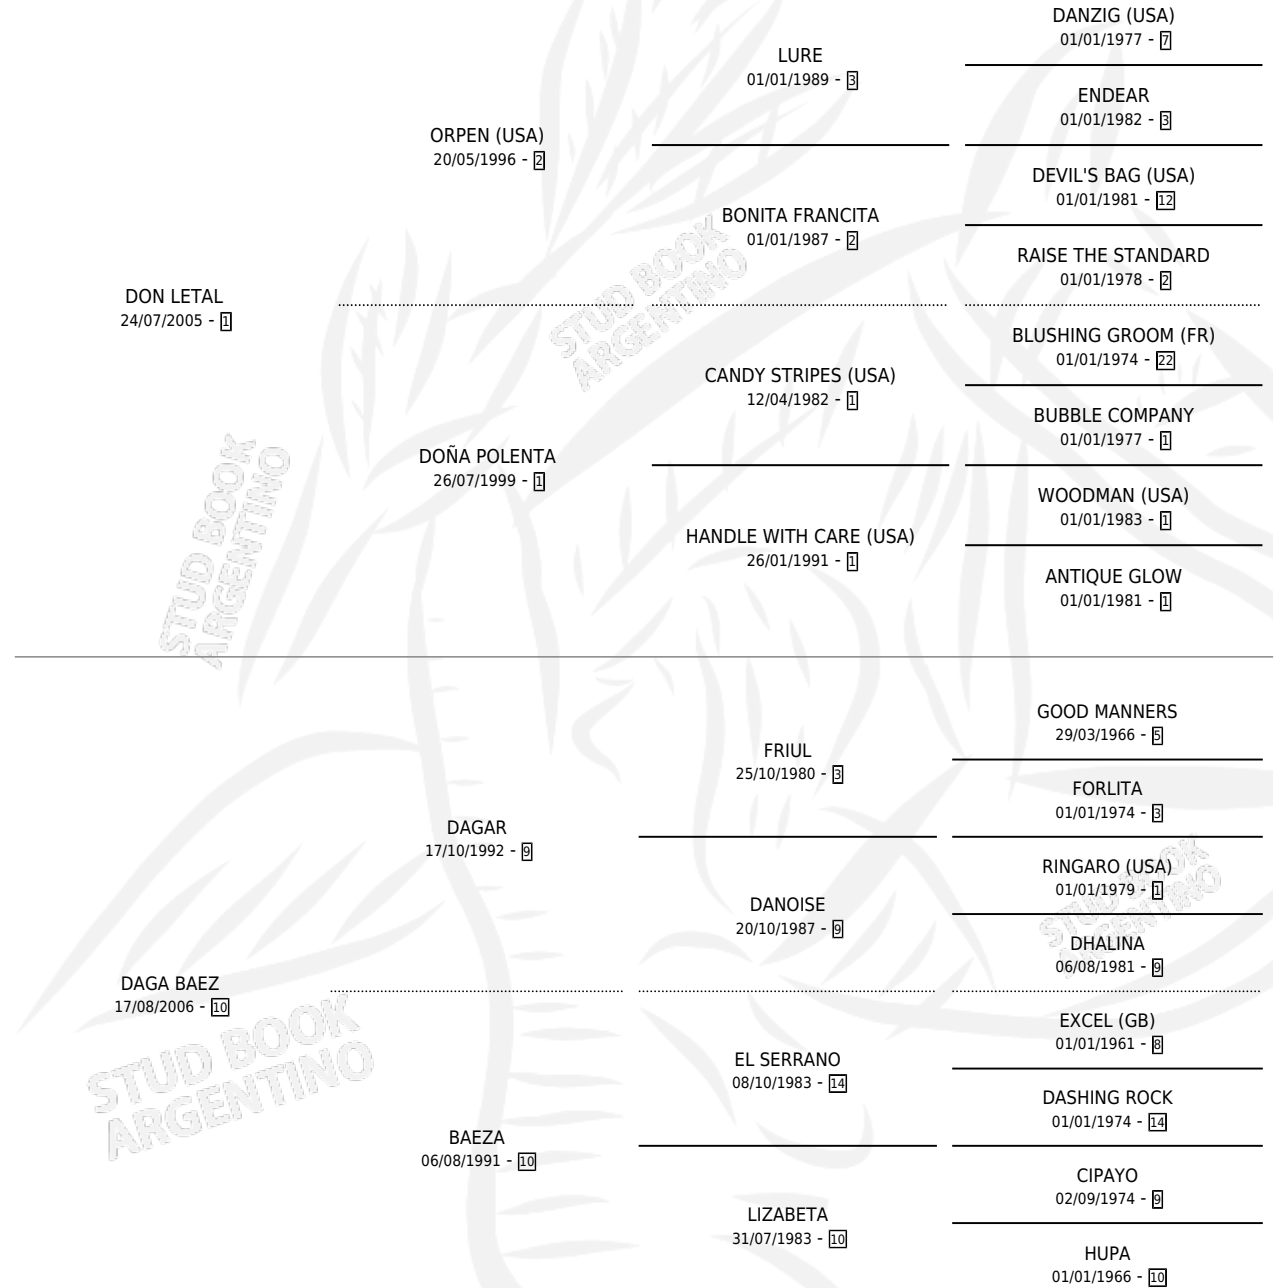 DANZIG (USA)
01/01/1977 - 7
LURE
01/01/1989 - 3
ENDEAR
01/01/1982 - 3
ORPEN (USA)
20/05/1996 - 2
DEVIL'S BAG (USA)
01/01/1981 - 12
BONITA FRANCITA
01/01/1987 - 2
RAISE THE STANDARD
01/01/1978 - 2
DON LETAL
24/07/2005 - 1
BLUSHING GROOM (FR)
01/01/1974 - 22
CANDY STRIPES (USA)
12/04/1982 - 1
BUBBLE COMPANY
01/01/1977 - 1
DOÑA POLENTA
26/07/1999 - 1
WOODMAN (USA)
01/01/1983 - 1
HANDLE WITH CARE (USA)
26/01/1991 - 1
ANTIQUE GLOW
01/01/1981 - 1
STUD BOOK
ARGENTINO
STUD BOOK
ARGENTINO
GOOD MANNERS
29/03/1966 - 5
FRIUL
25/10/1980 - 3
FORLITA
01/01/1974 - 3
DAGAR
17/10/1992 - 9
RINGARO (USA)
01/01/1979 - 1
DANOISE
20/10/1987 - 9
DHALINA
06/08/1981 - 9
STUD BOOK
ARGENTINO
DAGA BAEZ
17/08/2006 - 10
EXCEL (GB)
01/01/1961 - 8
EL SERRANO
08/10/1983 - 14
DASHING ROCK
01/01/1974 - 14
STUD BOOK
ARGENTINO
BAEZA
06/08/1991 - 10
CIPAYO
02/09/1974 - 9
LIZABETA
31/07/1983 - 10
HUPA
01/01/1966 - 10